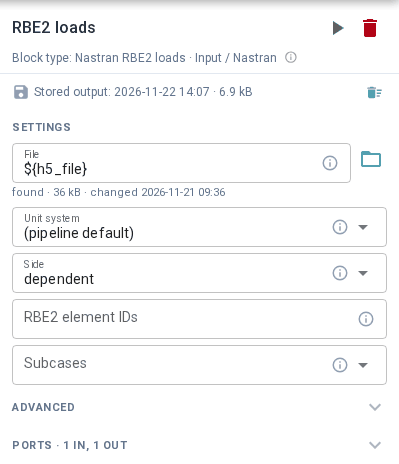 RBE2 loads
Block type: Nastran RBE2 loads · Input / Nastran
Stored output: 2026-11-22 14:07 · 6.9 kB
SETTINGS
File
${h5_file}
found · 36 kB · changed 2026-11-21 09:36
Unit system
(pipeline default)
Side
dependent
RBE2 element IDs
Subcases
ADVANCED
PORTS · 1 IN, 1 OUT